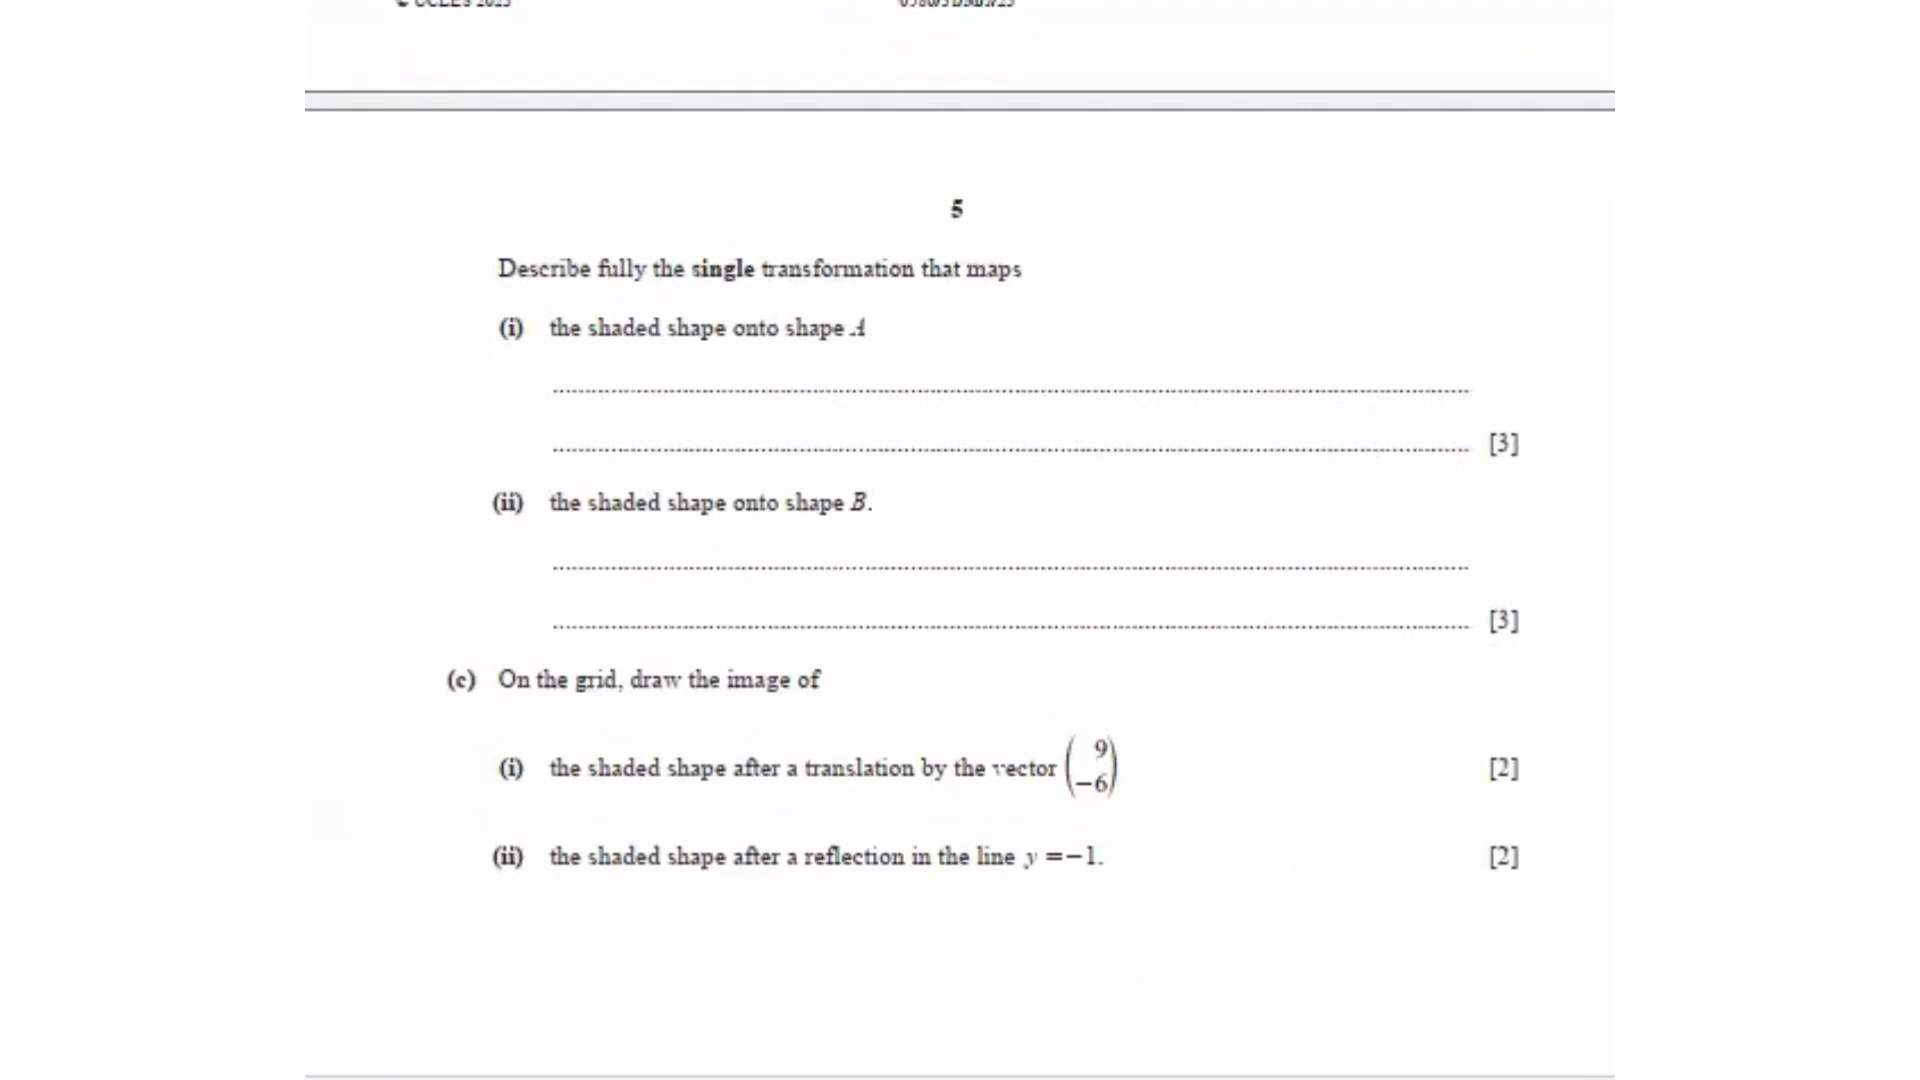 © UCLES 2023
5
Describe fully the single transformation that maps
(i) the shaded shape onto shape A
[3]
(ii) the shaded shape onto shape B.
[3]
(c) On the grid, draw the image of
(i) the shaded shape after a translation by the vector (9 −6) [2]
(ii) the shaded shape after a reflection in the line y =−1. [2]